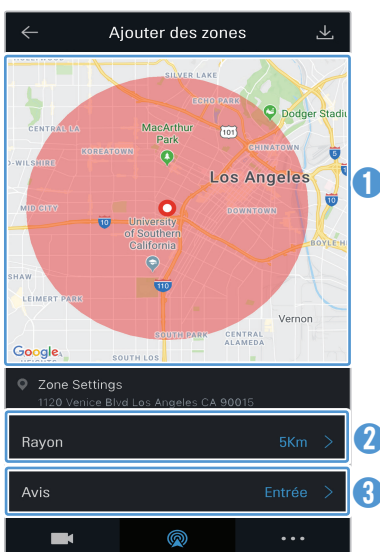 Ajouter des zones
SILVER LAKE
ECHO PARK
Dodger Stadiu
CENTRAL LA
MacArthur
Park
101
CHINATOWN
5
KOREATOWN
O-WILSHIRE
Los Angeles
10
1
MID CITY
DOWNTOWN
10
University
of Southern
California
BOYLE H
SHAW
110
10
LEIMERT PARK
Vernon
SOUTH PARK
CENTRAL
ALAMEDA
Google
HEIGHTS
SOUTH LOS
Zone Settings
1120 Venice Blvd Los Angeles CA 90015
Rayon 5Km > 2
Avis Entrée > 3